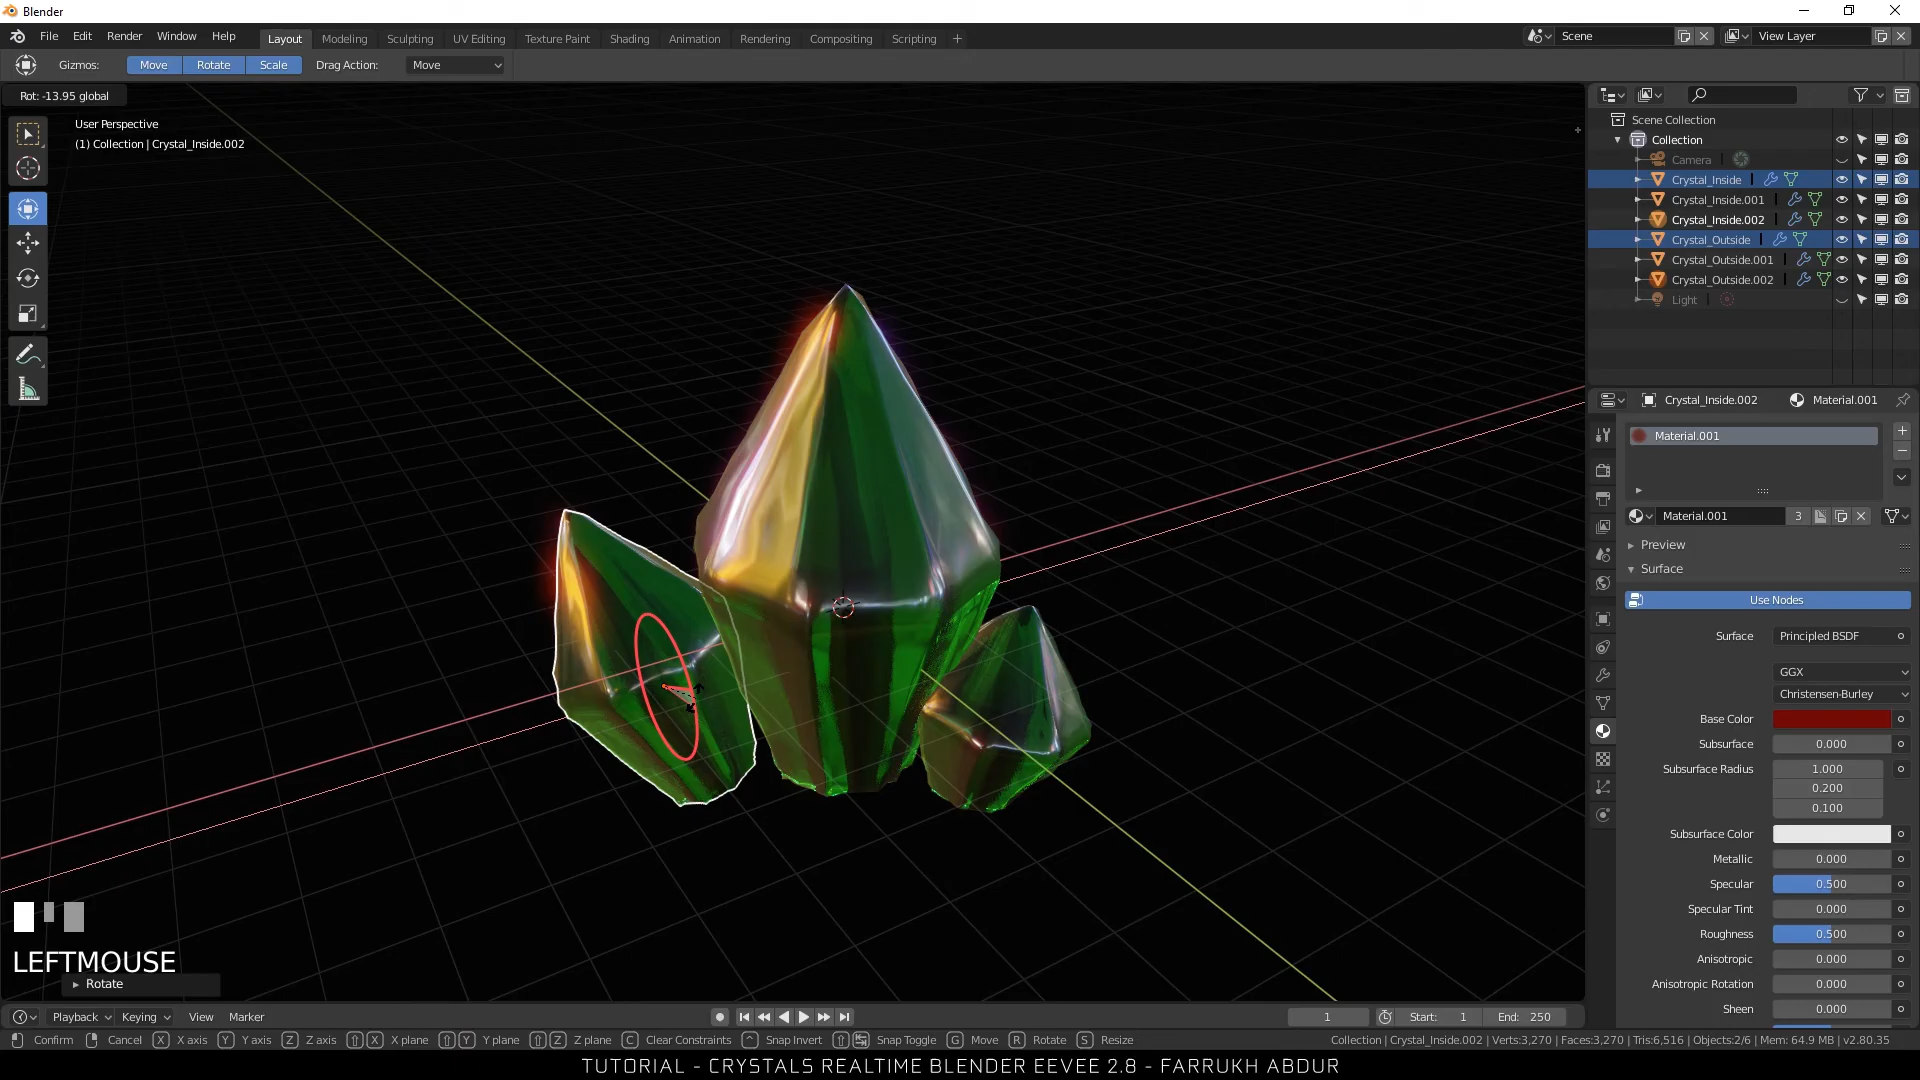 Blender
File Edit Render Window Help Layout Modeling Sculpting UV Editing Texture Paint Shading Animation Rendering Compositing Scripting + Scene View Layer
Gizmos: Move Rotate Scale Drag Action: Move
Rot: -13.95 global
User Perspective
(1) Collection | Crystal_Inside.002
Scene Collection
Collection
Camera
Crystal_Inside
Crystal_Inside.001
Crystal_Inside.002
Crystal_Outside
Crystal_Outside.001
Crystal_Outside.002
Light
Crystal_Inside.002 Material.001
Material.001
Material.001 3
Preview
Surface
Use Nodes
Surface Principled BSDF
GGX
Christensen-Burley
Base Color
Subsurface 0.000
Subsurface Radius 1.000
0.200
0.100
Subsurface Color
Metallic 0.000
Specular 0.500
Specular Tint 0.000
Roughness 0.500
Anisotropic 0.000
Anisotropic Rotation 0.000
Sheen 0.000
LEFTMOUSE
Rotate
Playback Keying View Marker 1 Start: 1 End: 250
Confirm Cancel X X axis Y Y axis Z Z axis X X plane Y Y plane Z Z plane C Clear Constraints Snap Invert Snap Toggle G Move R Rotate S Resize Collection | Crystal_Inside.002 | Verts:3,270 | Faces:3,270 | Tris:6,516 | Objects:2/6 | Mem: 64.9 MB | v2.80.35
TUTORIAL - CRYSTALS REALTIME BLENDER EEVEE 2.8 - FARRUKH ABDUR